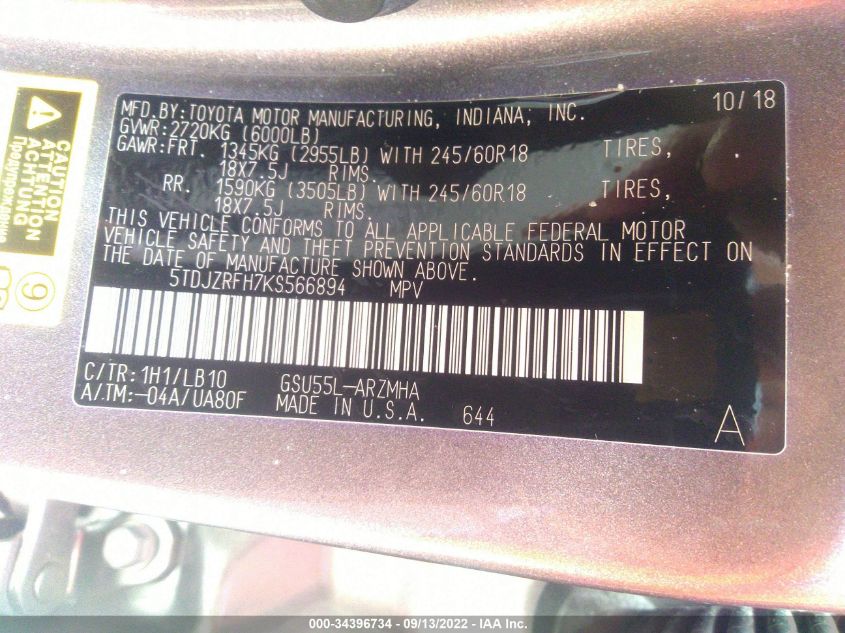 MFD.BY:TOYOTA MOTOR MANUFACTURING, INDIANA, INC. 10/18
GVWR:2720KG (6000LB)
GAWR:FRT. 1345KG (2955LB) WITH 245/60R18 TIRES,
18X7.5J RIMS.
RR. 1590KG (3505LB) WITH 245/60R18 TIRES,
18X7.5J RIMS.
THIS VEHICLE CONFORMS TO ALL APPLICABLE FEDERAL MOTOR
VEHICLE SAFETY AND THEFT PREVENTION STANDARDS IN EFFECT ON
THE DATE OF MANUFACTURE SHOWN ABOVE.
5TDJZRFH7KS566894 MPV
C/TR:1H1/LB10 GSU55L-ARZMHA
A/TM:-04A/UA80F MADE IN U.S.A. 644 A
CAUTION
ATTENTION
ACHTUNG
9
000-34396734 - 09/13/2022 - IAA Inc.